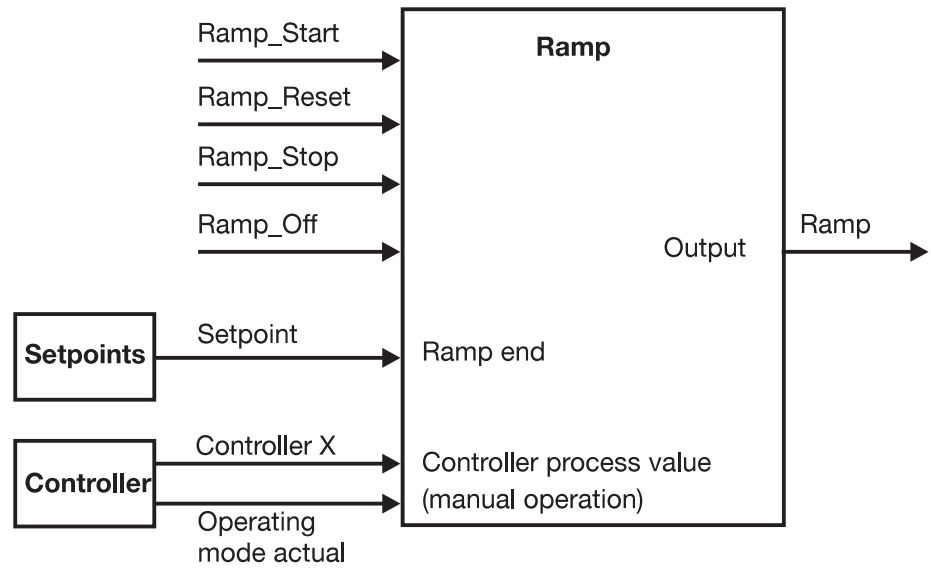 Ramp_Start
Ramp
Ramp_Reset
Ramp_Stop
Ramp_Off
Output
Ramp
Setpoints
Setpoint
Ramp end
Controller
Controller X
Controller process value
(manual operation)
Operating
mode actual